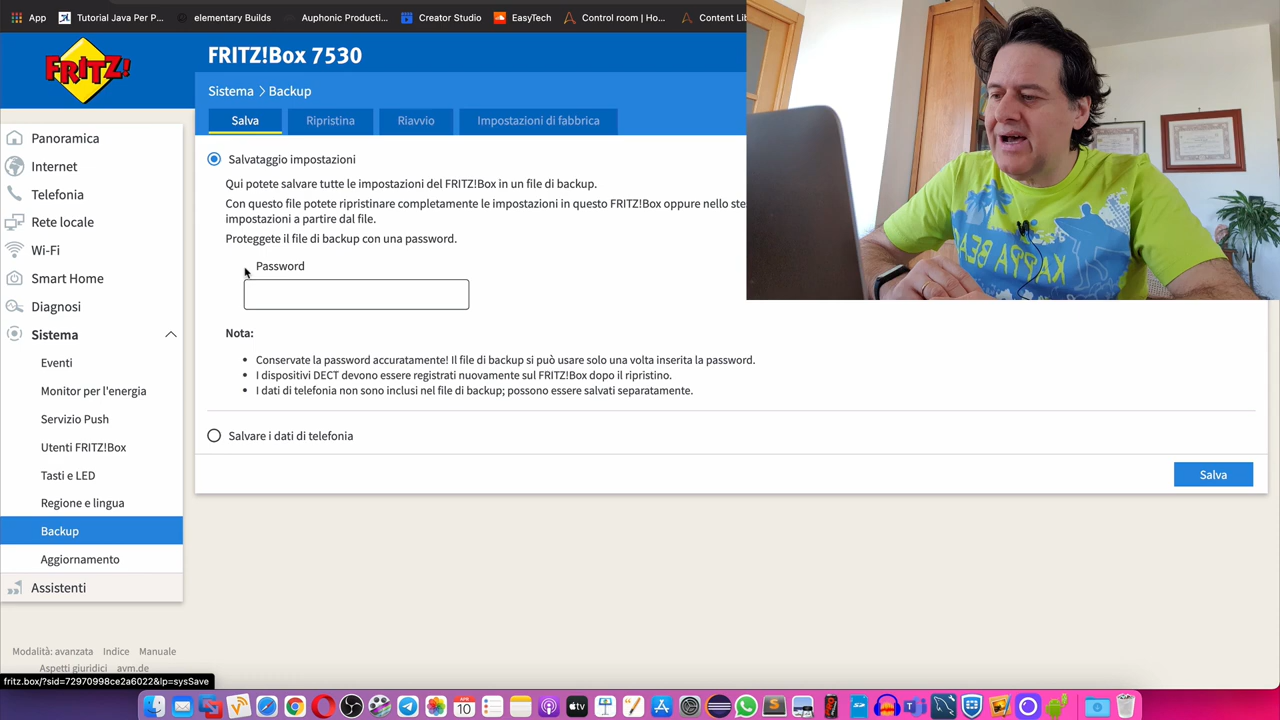 App
Tutorial Java Per P...
elementary Builds
Auphonic Producti...
Creator Studio
EasyTech
Control room | Ho...
Content Lib
FRITZ!
FRITZ!Box 7530
Sistema > Backup
Salva
Ripristina
Riavvio
Impostazioni di fabbrica
Panoramica
Internet
Telefonia
Rete locale
Wi-Fi
Smart Home
Diagnosi
Sistema
Eventi
Monitor per l'energia
Servizio Push
Utenti FRITZ!Box
Tasti e LED
Regione e lingua
Backup
Aggiornamento
Assistenti
Salvataggio impostazioni
Qui potete salvare tutte le impostazioni del FRITZ!Box in un file di backup.
Con questo file potete ripristinare completamente le impostazioni in questo FRITZ!Box oppure nello ste
impostazioni a partire dal file.
Proteggete il file di backup con una password.
Password
Nota:
• Conservate la password accuratamente! Il file di backup si può usare solo una volta inserita la password.
• I dispositivi DECT devono essere registrati nuovamente sul FRITZ!Box dopo il ripristino.
• I dati di telefonia non sono inclusi nel file di backup; possono essere salvati separatamente.
Salvare i dati di telefonia
Salva
KAPPA BEA
Modalità: avanzata Indice Manuale
Aspetti giuridici avm.de
fritz.box/?sid=72970998ce2a6022&lp=sysSave
APR
10